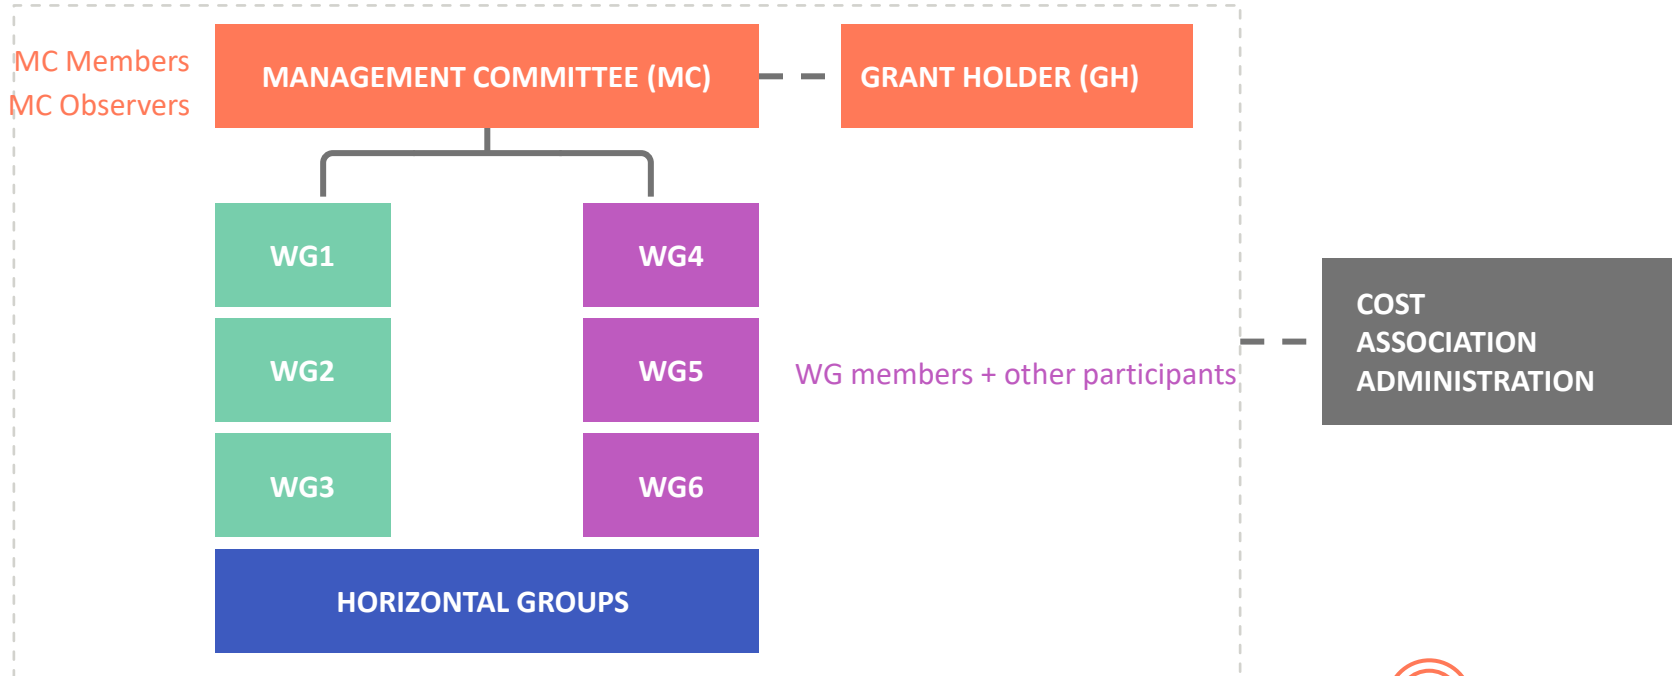 MC Members
MC Observers
MANAGEMENT COMMITTEE (MC)
GRANT HOLDER (GH)
WG1
WG4
WG2
WG5
WG members + other participants
WG3
WG6
HORIZONTAL GROUPS
COST
ASSOCIATION
ADMINISTRATION